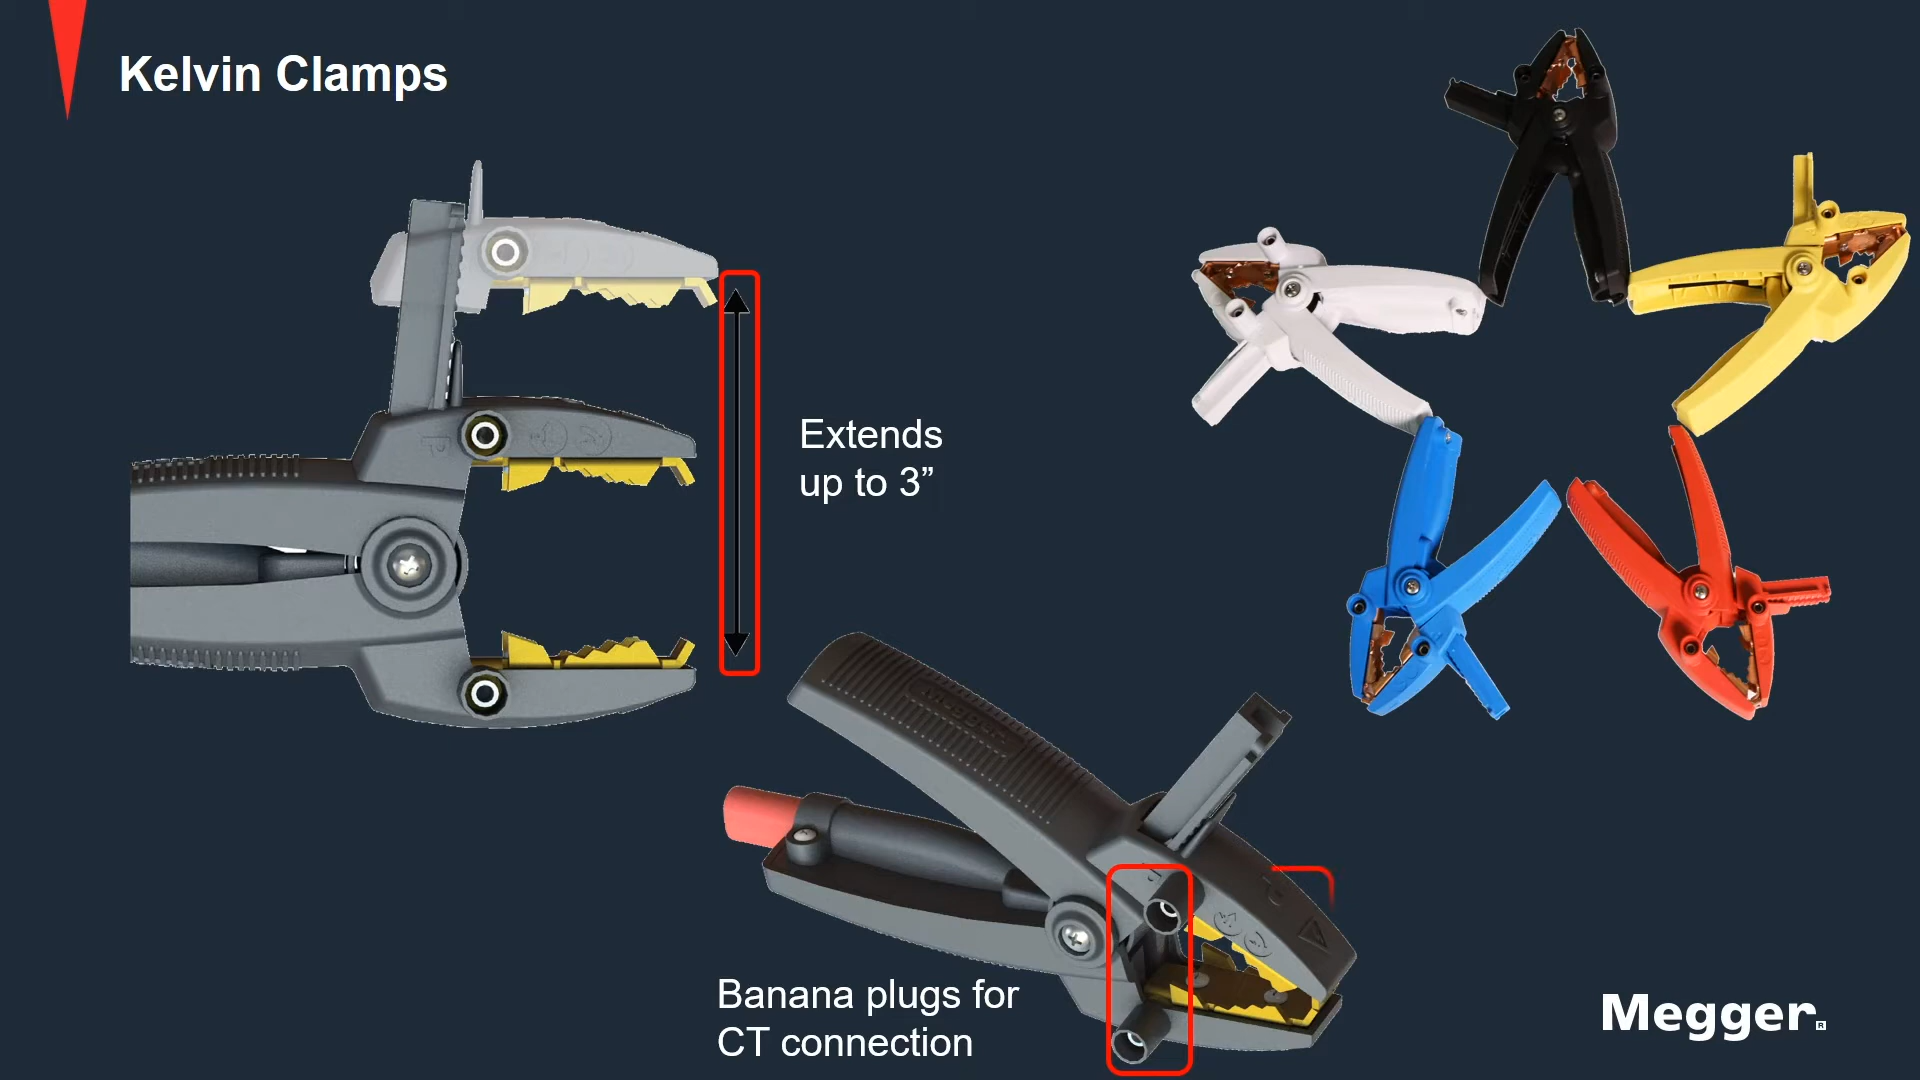 Kelvin Clamps
Extends
up to 3”
Banana plugs for
CT connection
Megger®